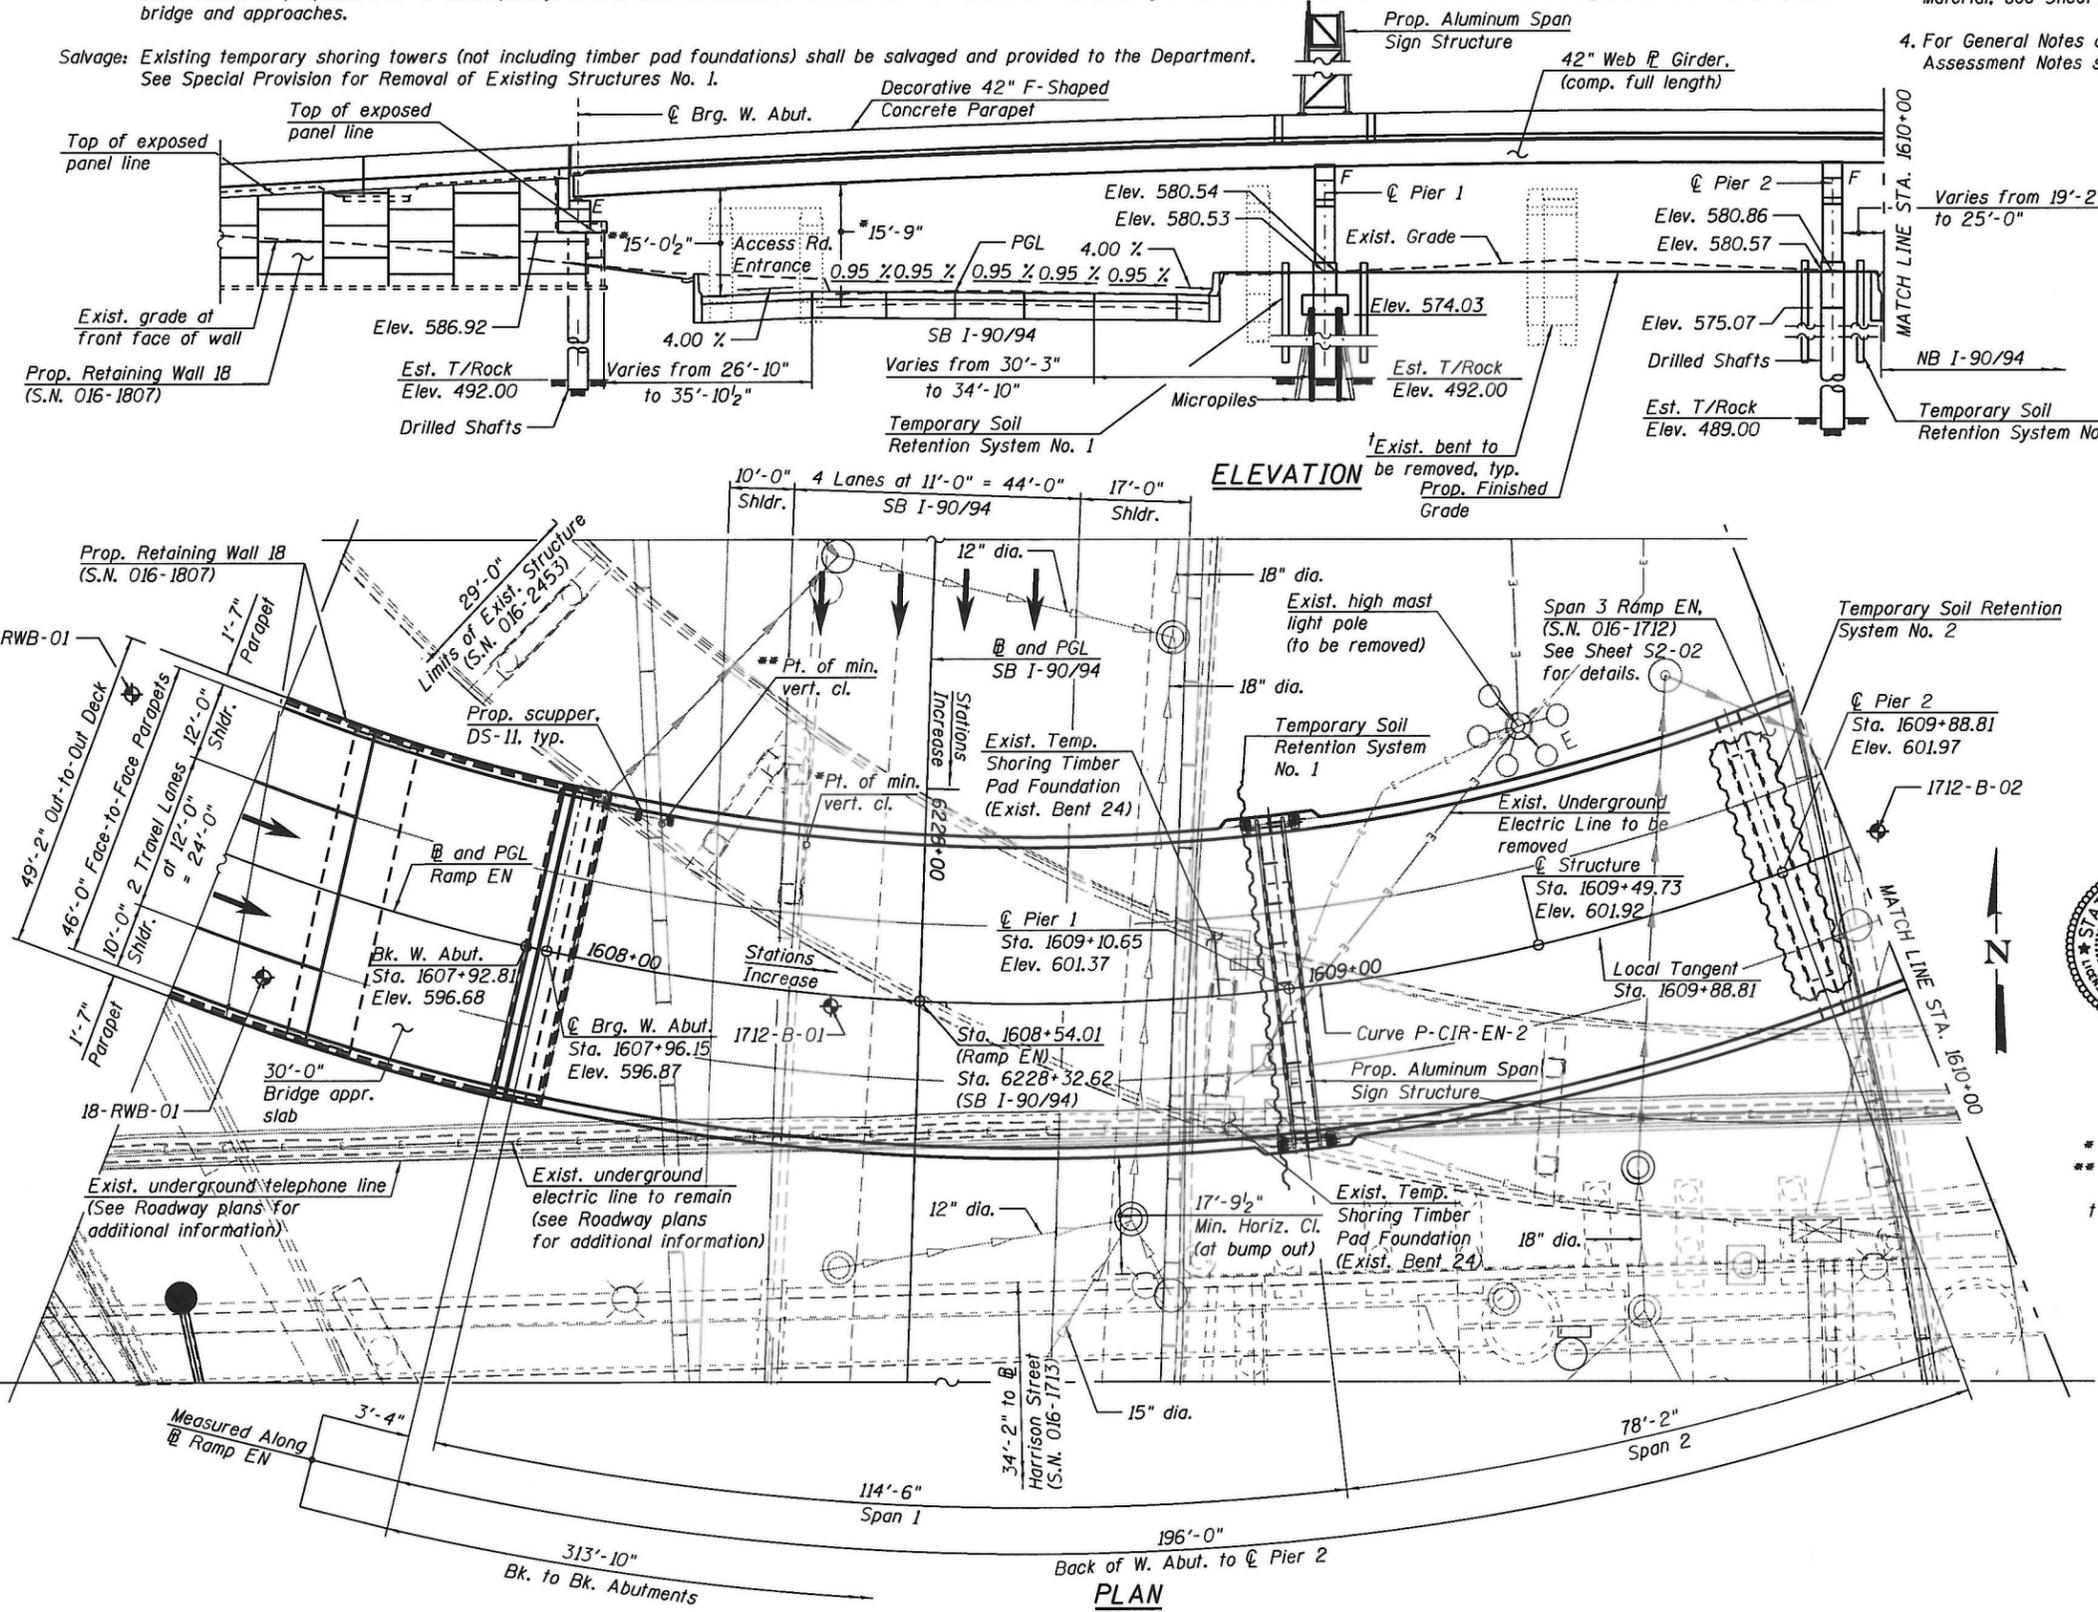 bridge and approaches.
Salvage: Existing temporary shoring towers (not including timber pad foundations) shall be salvaged and provided to the Department.
See Special Provision for Removal of Existing Structures No. 1.
4. For General Notes
Assessment Notes
Prop. Aluminum Span
Sign Structure
42" Web ⅊ Girder,
(comp. full length)
Decorative 42" F-Shaped
Concrete Parapet
℄ Brg. W. Abut.
Top of exposed
panel line
Top of exposed
panel line
MATCH LINE STA. 1610+00
E
**15'-0½"
Access Rd.
Entrance
*15'-9"
PGL
4.00 %
0.95 % 0.95 % 0.95 % 0.95 % 0.95 %
Elev. 580.54
Elev. 580.53
F
℄ Pier 1
Exist. Grade
℄ Pier 2
F
Elev. 580.86
Elev. 580.57
Varies from 19'-2
to 25'-0"
Exist. grade at
front face of wall
Elev. 586.92
4.00 %
SB I-90/94
Elev. 574.03
Elev. 575.07
Drilled Shafts
NB I-90/94
Prop. Retaining Wall 18
(S.N. 016-1807)
Est. T/Rock
Elev. 492.00
Varies from 26'-10"
to 35'-10½"
Varies from 30'-3"
to 34'-10"
Micropiles
Est. T/Rock
Elev. 492.00
Est. T/Rock
Elev. 489.00
Temporary Soil
Retention System No
Drilled Shafts
Temporary Soil
Retention System No. 1
†Exist. bent to
be removed, typ.
Prop. Finished
Grade
ELEVATION
10'-0"
Shldr.
4 Lanes at 11'-0" = 44'-0"
SB I-90/94
17'-0"
Shldr.
Prop. Retaining Wall 18
(S.N. 016-1807)
29'-0"
Limits of Exist. Structure
(S.N. 016-2453)
12" dia.
18" dia.
Exist. high mast
light pole
(to be removed)
Span 3 Ramp EN,
(S.N. 016-1712)
See Sheet S2-02
for details.
Temporary Soil Retention
System No. 2
RWB-01
1'-7"
Parapet
49'-2" Out-to-Out Deck
46'-0" Face-to-Face Parapets
12'-0"
Shldr.
2 Travel Lanes
at 12'-0"
= 24'-0"
10'-0"
Shldr.
1'-7"
Parapet
** Pt. of min.
vert. cl.
BL and PGL
SB I-90/94
18" dia.
Prop. scupper,
DS-11, typ.
Stations
Increase
6228+00
Exist. Temp.
Shoring Timber
Pad Foundation
(Exist. Bent 24)
Temporary Soil
Retention System
No. 1
℄ Pier 2
Sta. 1609+88.81
Elev. 601.97
*Pt. of min.
vert. cl.
1712-B-02
Exist. Underground
Electric Line to be
removed
BL and PGL
Ramp EN
℄ Structure
Sta. 1609+49.73
Elev. 601.92
℄ Pier 1
Sta. 1609+10.65
Elev. 601.37
Bk. W. Abut.
Sta. 1607+92.81
Elev. 596.68
1608+00
Stations
Increase
1609+00
Local Tangent
Sta. 1609+88.81
N
MATCH LINE STA. 1610+00
℄ Brg. W. Abut.
Sta. 1607+96.15
Elev. 596.87
1712-B-01
Sta. 1608+54.01
(Ramp EN)
Sta. 6228+32.62
(SB I-90/94)
Curve P-CIR-EN-2
Prop. Aluminum Span
Sign Structure
30'-0"
Bridge appr.
slab
18-RWB-01
Exist. underground telephone line
(See Roadway plans for
additional information)
Exist. underground
electric line to remain
(see Roadway plans
for additional information)
12" dia.
17'-9½"
Min. Horiz. Cl.
(at bump out)
Exist. Temp.
Shoring Timber
Pad Foundation
(Exist. Bent 24)
18" dia.
*
**
†
34'-2" to BL
Harrison Street
(S.N. 016-1713)
15" dia.
3'-4"
Measured Along
BL Ramp EN
78'-2"
Span 2
114'-6"
Span 1
196'-0"
Back of W. Abut. to ℄ Pier 2
313'-10"
Bk. to Bk. Abutments
PLAN